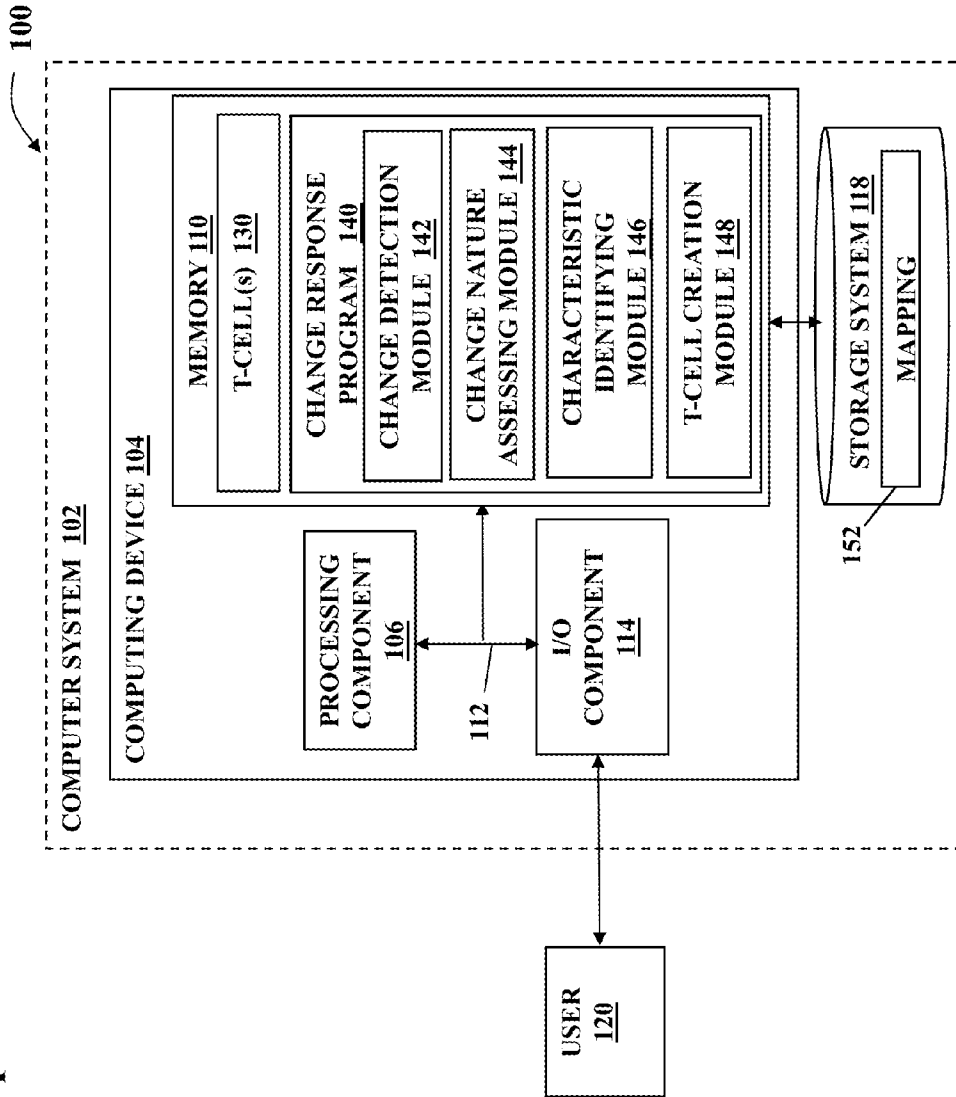 100
COMPUTER SYSTEM 102
COMPUTING DEVICE 104
MEMORY 110
T-CELL(s) 130
CHANGE RESPONSE
PROGRAM 140
CHANGE DETECTION
MODULE 142
CHANGE NATURE
ASSESSING MODULE 144
CHARACTERISTIC
IDENTIFYING
MODULE 146
T-CELL CREATION
MODULE 148
PROCESSING
COMPONENT
106
112
I/O
COMPONENT
114
STORAGE SYSTEM 118
MAPPING
152
USER
120